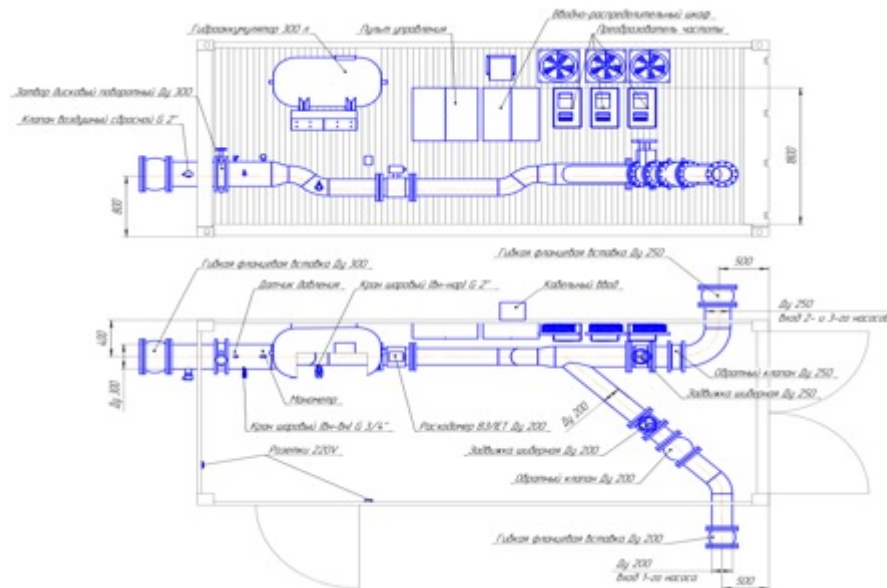 Вводно-распределительный шкаф
Гидроаккумулятор 300 л
Пульт управления
Преобразователь частоты
Затвор дисковый поворотный Ду 300
Клапан воздушный сбросной G 2"
800
1800
Гибкая фланцевая вставка Ду 250
Гибкая фланцевая вставка Ду 300
500
Датчик давления
Кран шаровый (вн-нар) G 2"
Кабельный ввод
Ду 250
Вход 2- и 3-го насосов
400
Ду 300
Обратный клапан Ду 250
Манометр
Задвижка шиберная Ду 250
Ду 200
Кран шаровый (вн-вн) G 3/4"
Расходомер ВЗЛЕТ Ду 200
Розетки 220V
Задвижка шиберная Ду 200
Обратный клапан Ду 200
Гибкая фланцевая вставка Ду 200
Ду 200
Вход 1-го насоса
500